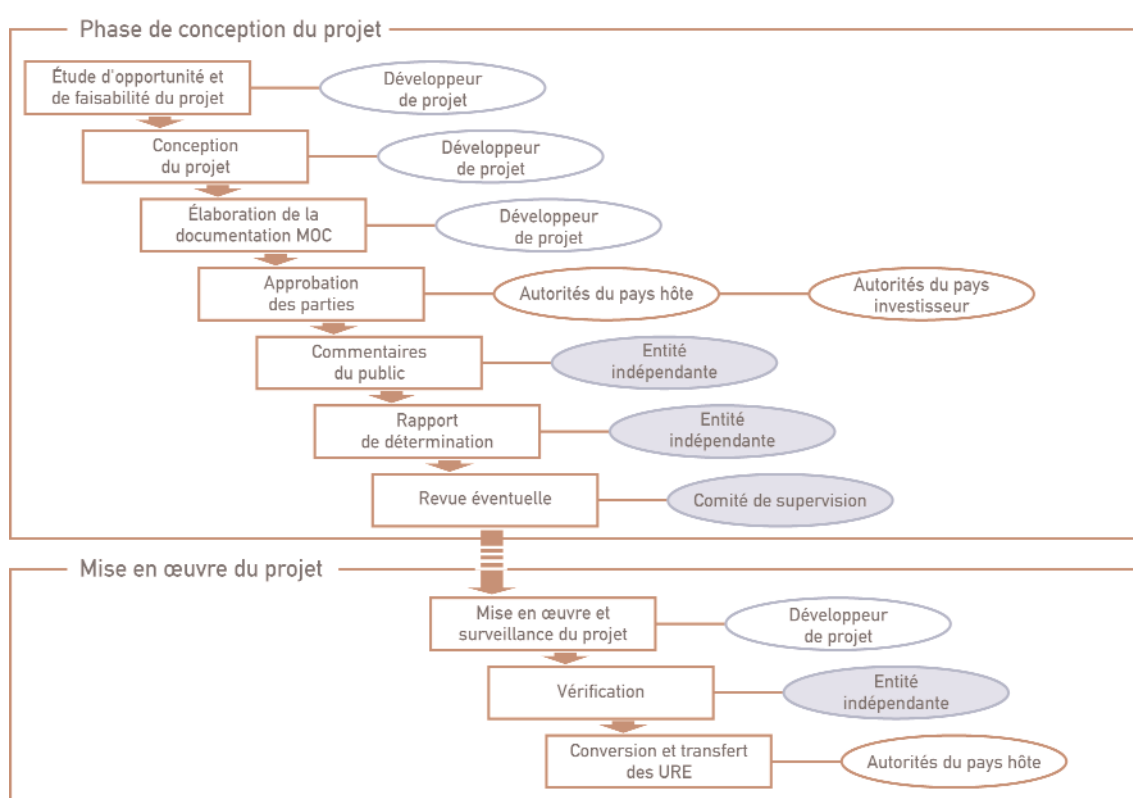 Phase de conception du projet
Étude d'opportunité et
de faisabilité du projet
Développeur
de projet
Conception
du projet
Développeur
de projet
Élaboration de la
documentation MOC
Développeur
de projet
Approbation
des parties
Autorités du pays hôte
Autorités du pays
investisseur
Commentaires
du public
Entité
indépendante
Rapport
de détermination
Entité
indépendante
Revue éventuelle
Comité de supervision
Mise en œuvre du projet
Mise en œuvre et
surveillance du projet
Développeur
de projet
Vérification
Entité
indépendante
Conversion et transfert
des URE
Autorités du pays hôte